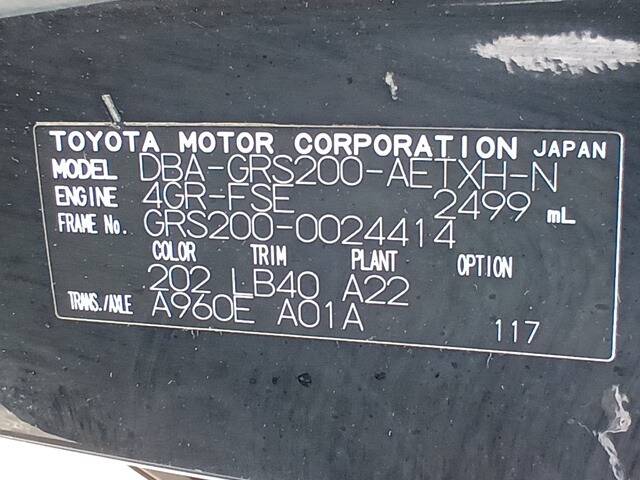 TOYOTA MOTOR CORPORATION JAPAN
MODEL DBA-GRS200-AETXH-N
ENGINE 4GR-FSE 2499 mL
FRAME No. GRS200-0024414
COLOR TRIM PLANT OPTION
202 LB40 A22
TRANS./AXLE A960E A01A
117